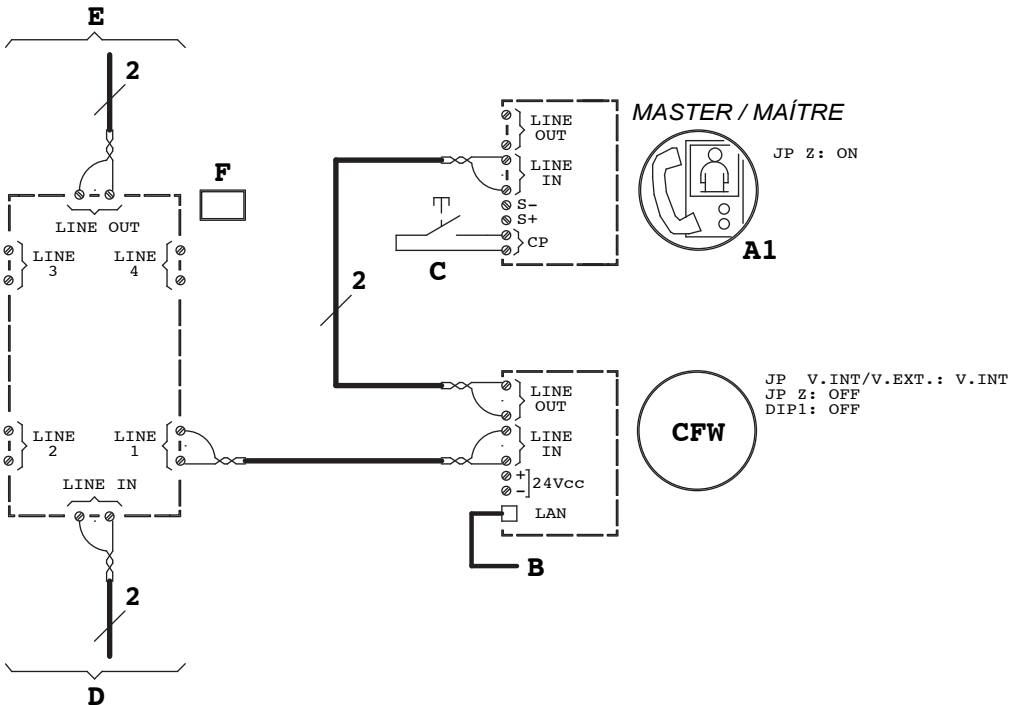 E
2
F
LINE OUT
LINE
3
LINE
4
LINE
2
LINE
1
LINE IN
2
D
2
LINE
OUT
LINE
IN
S-
S+
CP
C
MASTER / MAÍTRE
JP Z: ON
A1
LINE
OUT
LINE
IN
+
-
24Vcc
LAN
B
CFW
JP V.INT/V.EXT.: V.INT
JP Z: OFF
DIP1: OFF